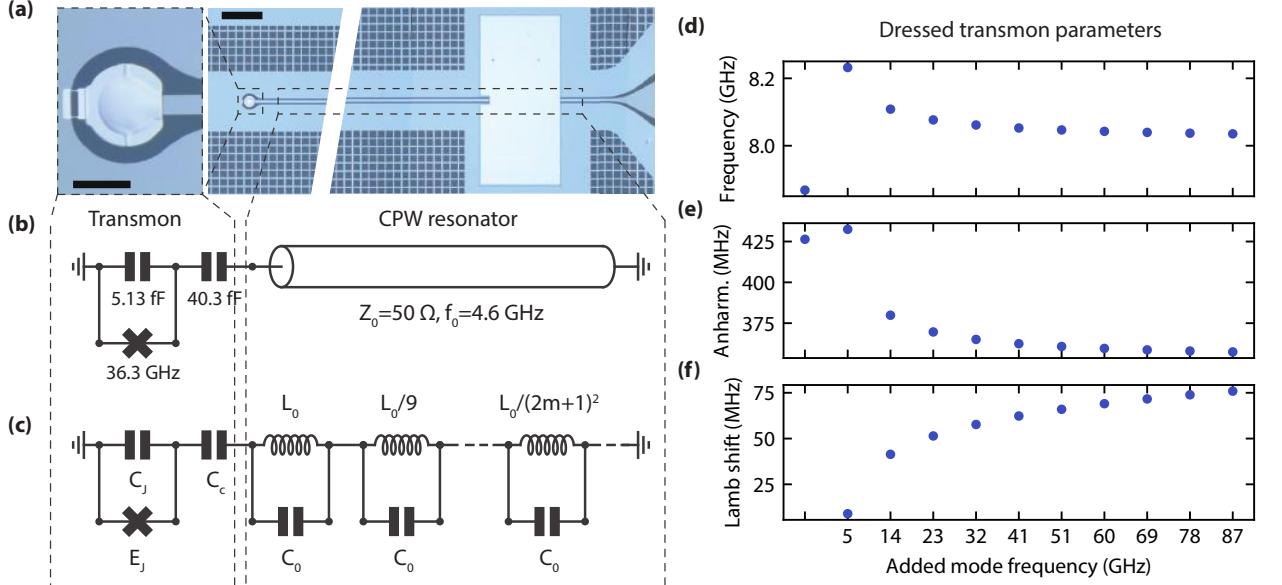 (a)
Transmon
CPW resonator
(b)
5.13 fF
40.3 fF
Z₀=50 Ω, f₀=4.6 GHz
36.3 GHz
(c)
L₀
L₀/9
L₀/(2m+1)²
C_J
C_c
E_J
C₀
C₀
C₀
(d)
Dressed transmon parameters
Frequency (GHz)
8.2
8.0
(e)
Anharm. (MHz)
425
400
375
(f)
Lamb shift (MHz)
75
50
25
5 14 23 32 41 51 60 69 78 87
Added mode frequency (GHz)